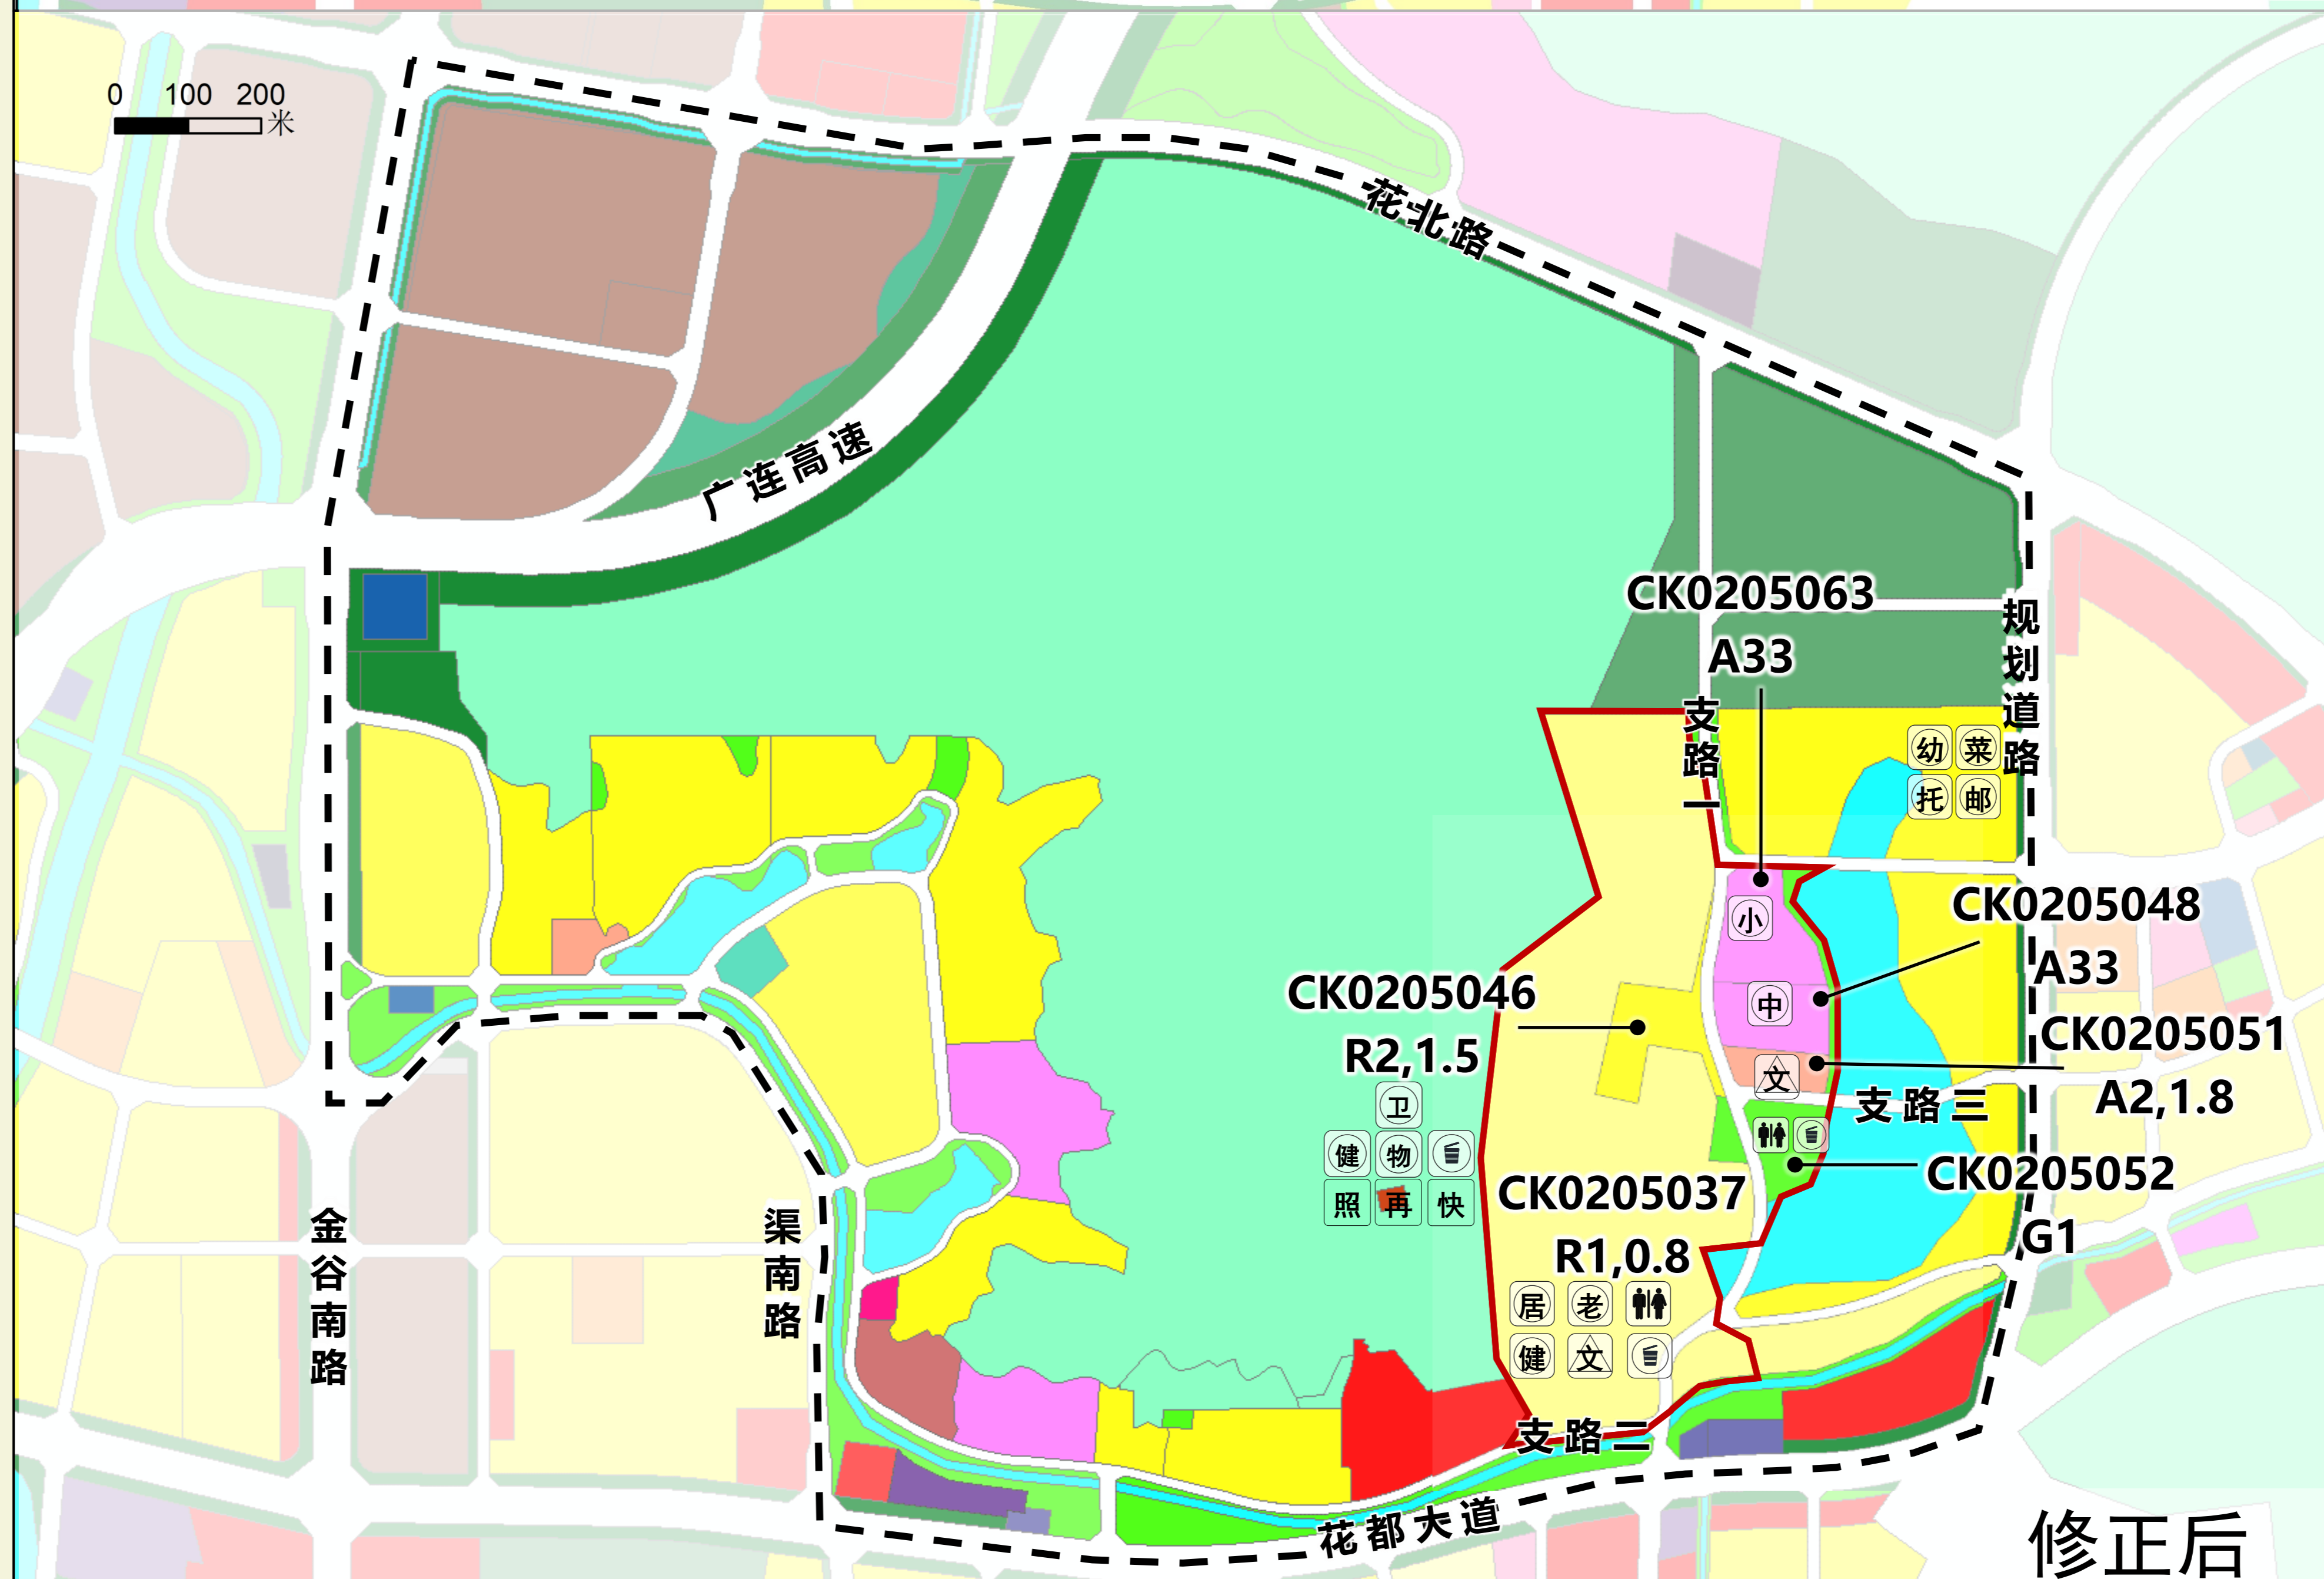 0 100 200
米
花北路
广连高速
CK0205063
A33
规划道路
支路一
幼 菜
托 邮
CK0205048
A33
小
中
CK0205046
R2,1.5
CK0205051
A2,1.8
文
支路三
卫
健 物
照 再 快
CK0205052
G1
CK0205037
R1,0.8
居 老
健 文
金谷南路
渠南路
支路二
花都大道
修正后